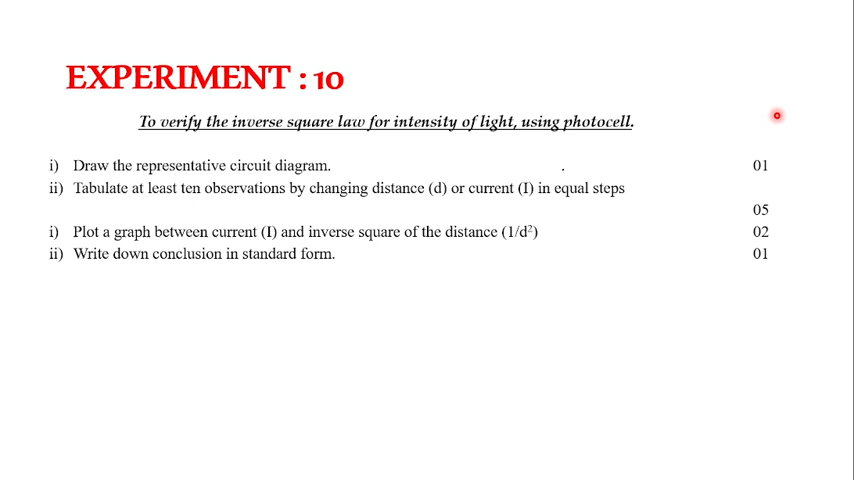 EXPERIMENT : 10
To verify the inverse square law for intensity of light, using photocell.
i) Draw the representative circuit diagram. . 01
ii) Tabulate at least ten observations by changing distance (d) or current (I) in equal steps
05
i) Plot a graph between current (I) and inverse square of the distance (1/d²) 02
ii) Write down conclusion in standard form. 01